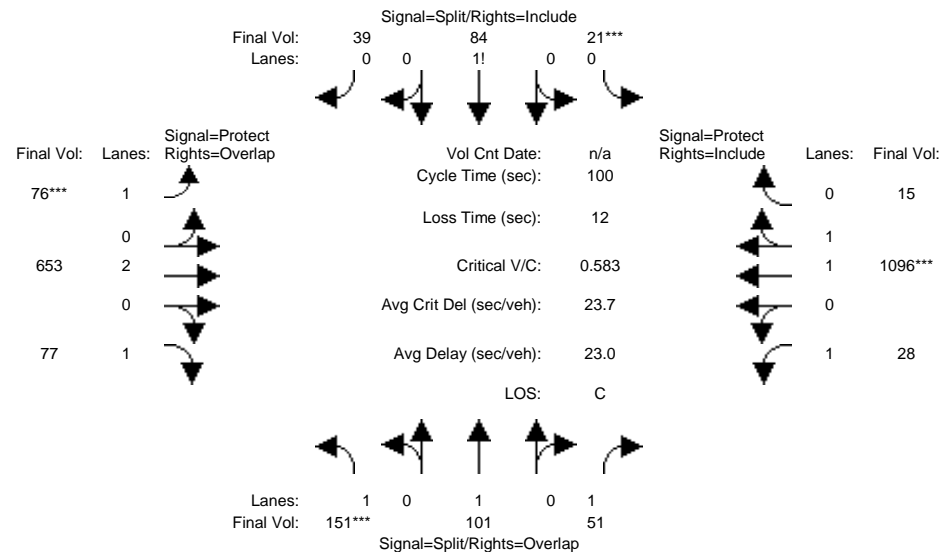 Signal=Split/Rights=Include
Final Vol: 39 84 21***
Lanes: 0 0 1! 0 0
Signal=Protect Signal=Protect
Final Vol: Lanes: Rights=Overlap Vol Cnt Date: n/a Rights=Include Lanes: Final Vol:
Cycle Time (sec): 100
76*** 1 0 15
Loss Time (sec): 12
0 1
653 2 Critical V/C: 0.583 1 1096***
0 Avg Crit Del (sec/veh): 23.7 0
77 1 Avg Delay (sec/veh): 23.0 1 28
LOS: C
Lanes: 1 0 1 0 1
Final Vol: 151*** 101 51
Signal=Split/Rights=Overlap